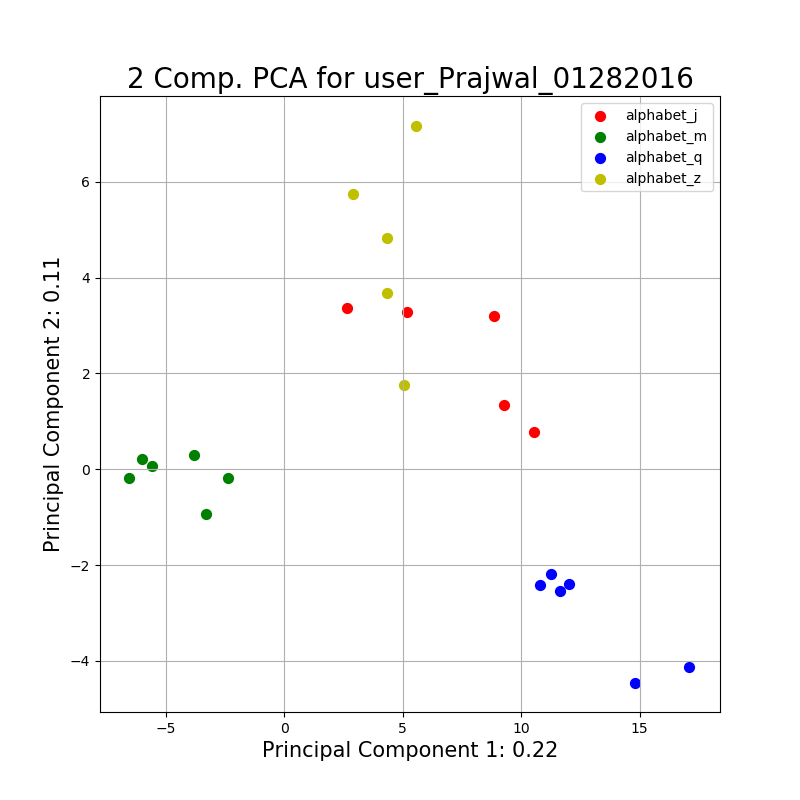 2 Comp. PCA for user_Prajwal_01282016
alphabet_j
alphabet_m
alphabet_q
alphabet_z
6
4
2
0
−2
−4
Principal Component 2: 0.11
−5
0
5
10
15
Principal Component 1: 0.22